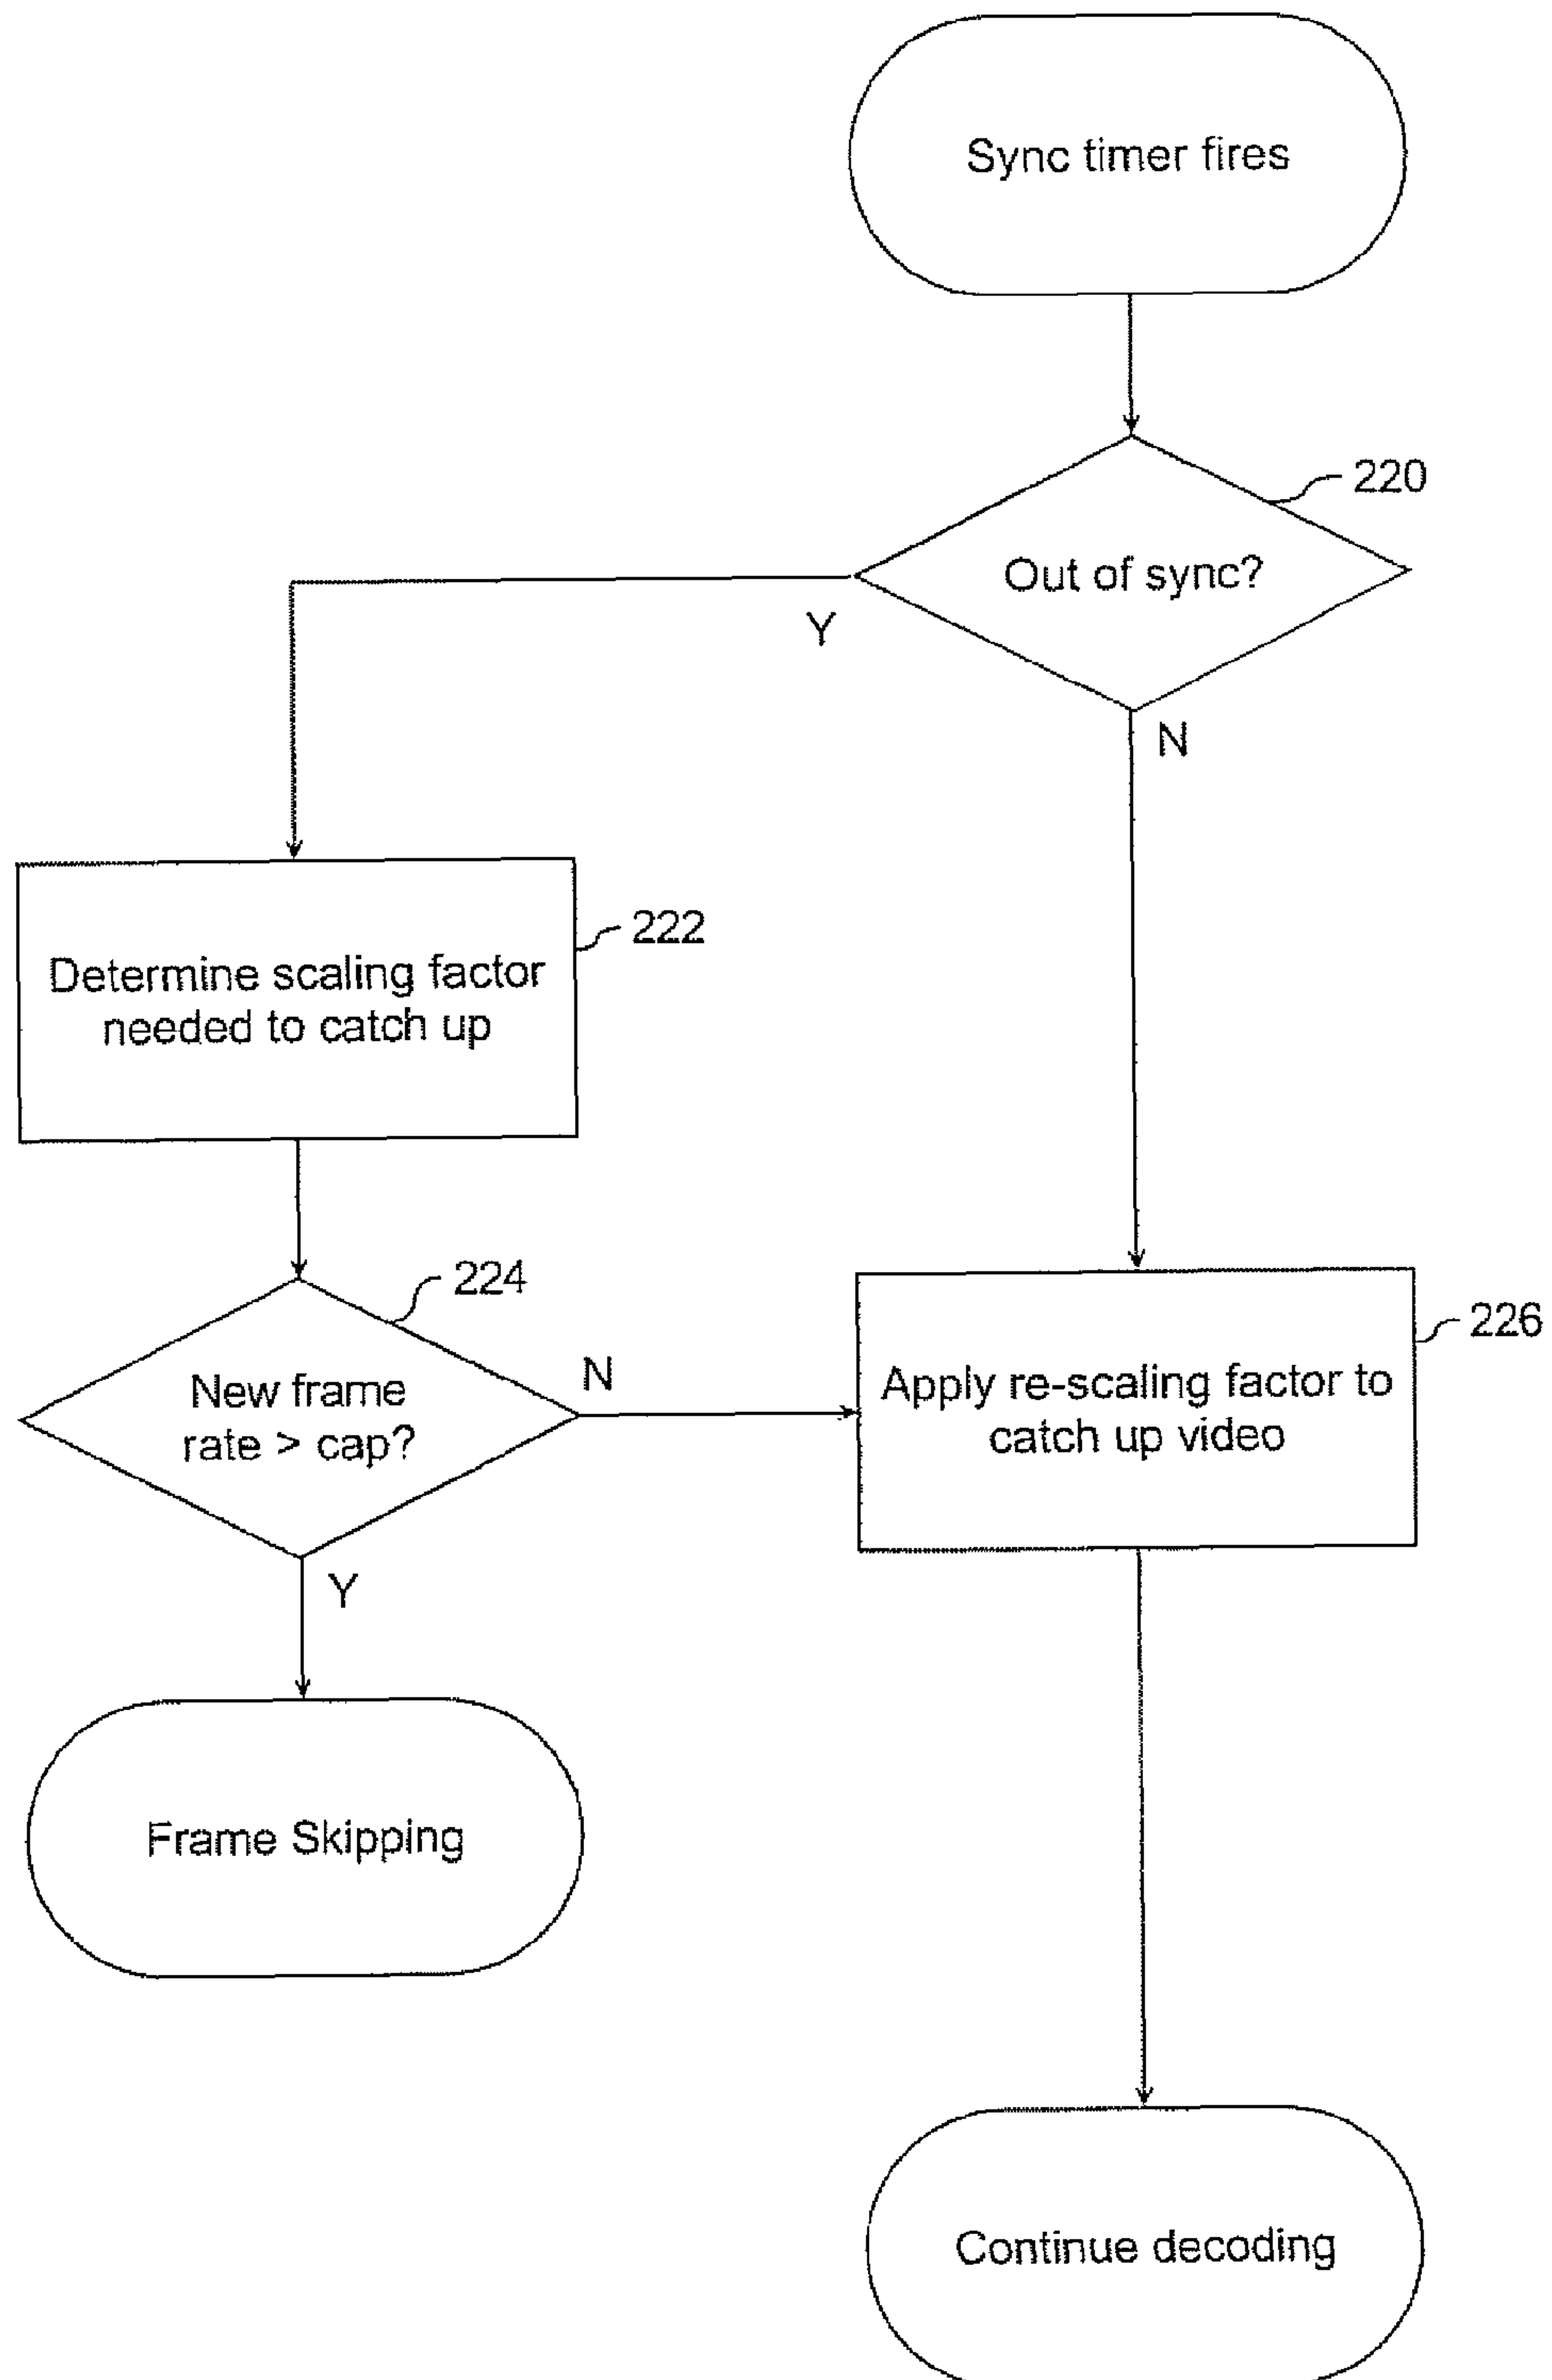 Sync timer fires
220
Out of sync?
Y
N
222
Determine scaling factor
needed to catch up
224
New frame
rate > cap?
N
226
Apply re-scaling factor to
catch up video
Y
Frame Skipping
Continue decoding